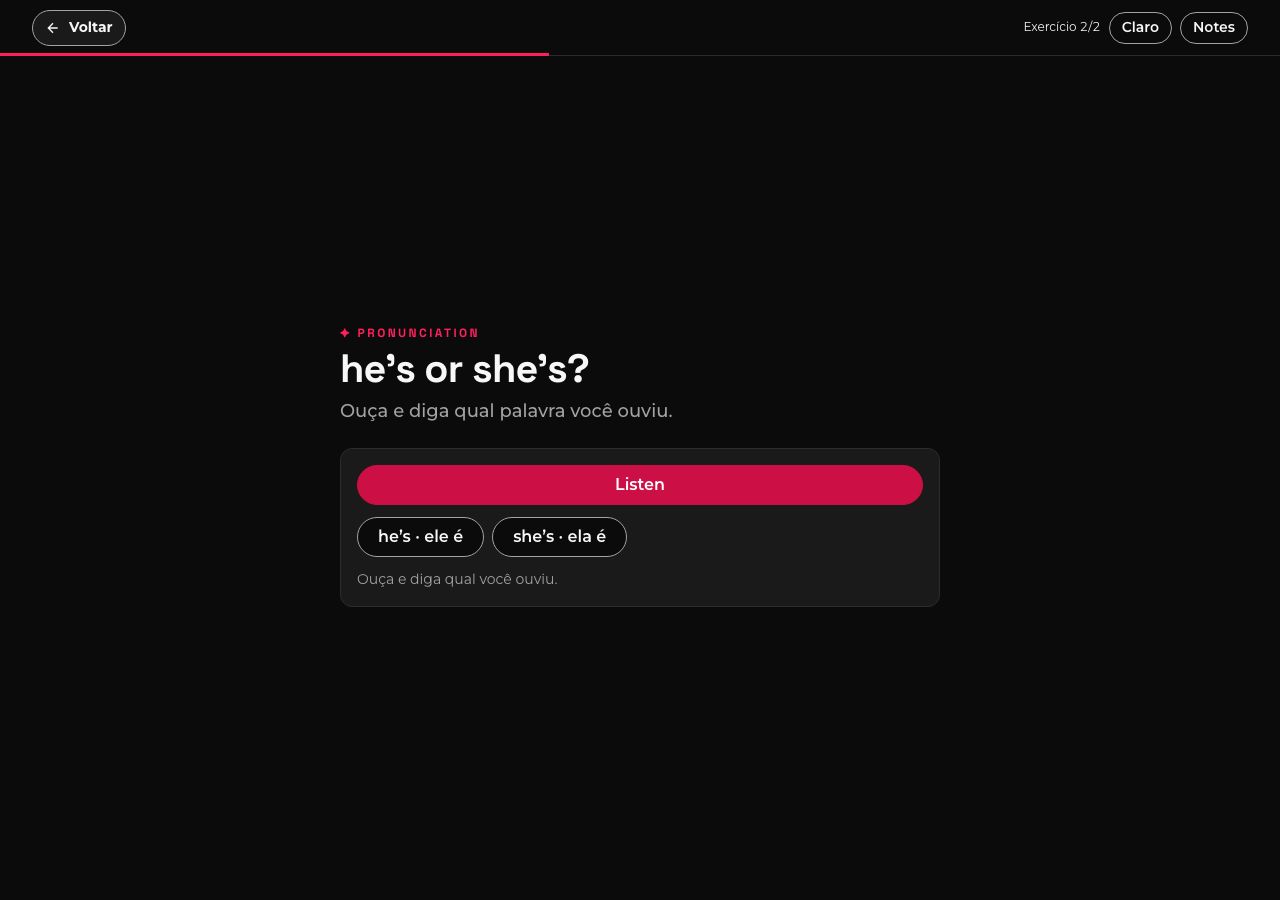 Voltar
Exercício 2/2
Claro
Notes
PRONUNCIATION
he's or she's?
Ouça e diga qual palavra você ouviu.
Listen
he's · ele é
she's · ela é
Ouça e diga qual você ouviu.